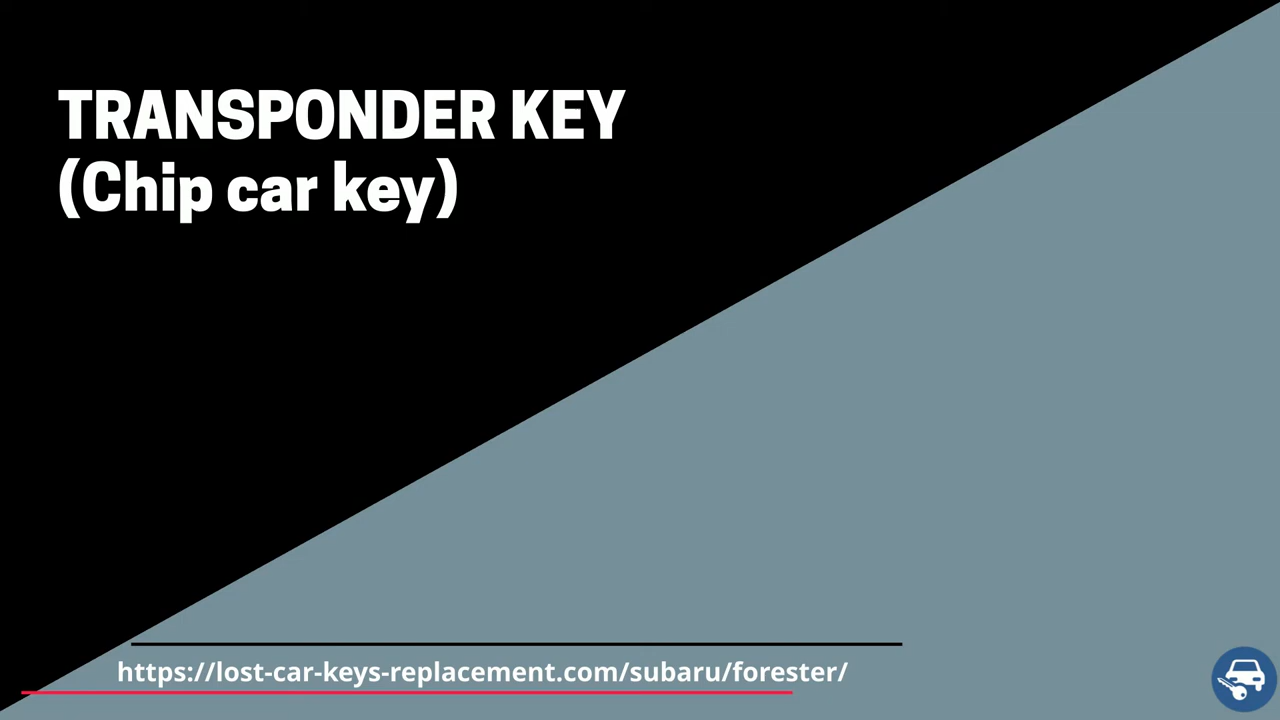 TRANSPONDER KEY
(Chip car key)
https://lost-car-keys-replacement.com/subaru/forester/